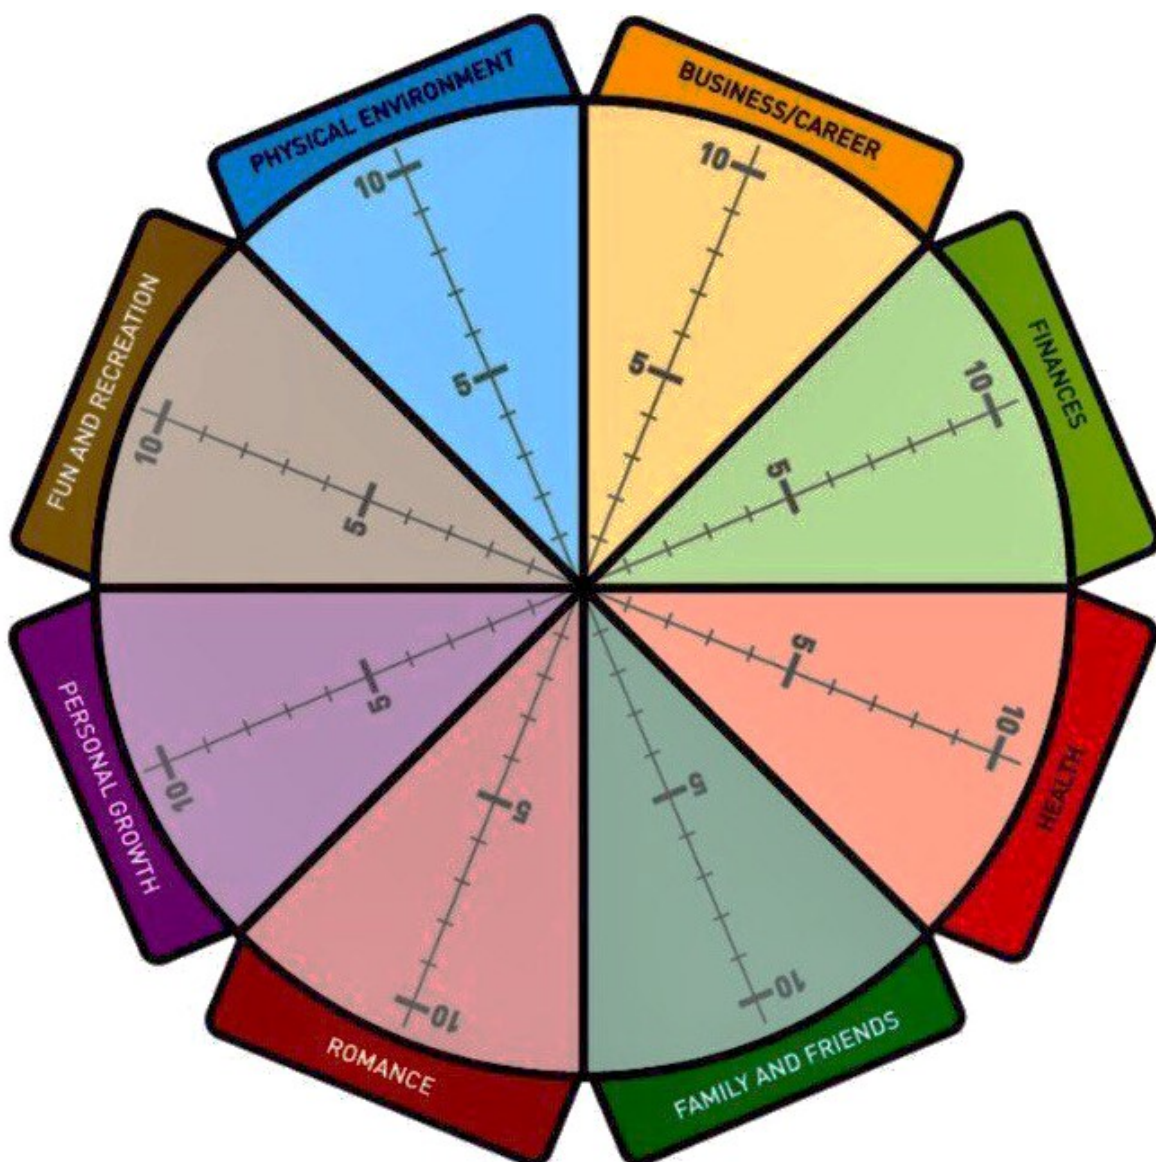 PHYSICAL ENVIRONMENT
10
5
BUSINESS/CAREER
10
5
FINANCES
10
5
HEALTH
10
5
FAMILY AND FRIENDS
10
5
ROMANCE
10
5
PERSONAL GROWTH
10
5
FUN AND RECREATION
10
5